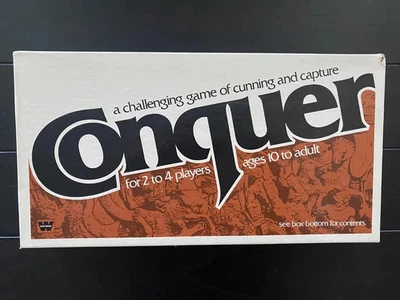 a challenging game of cunning and capture
Conquer
for 2 to 4 players
ages 10 to adult
see box bottom for contents.